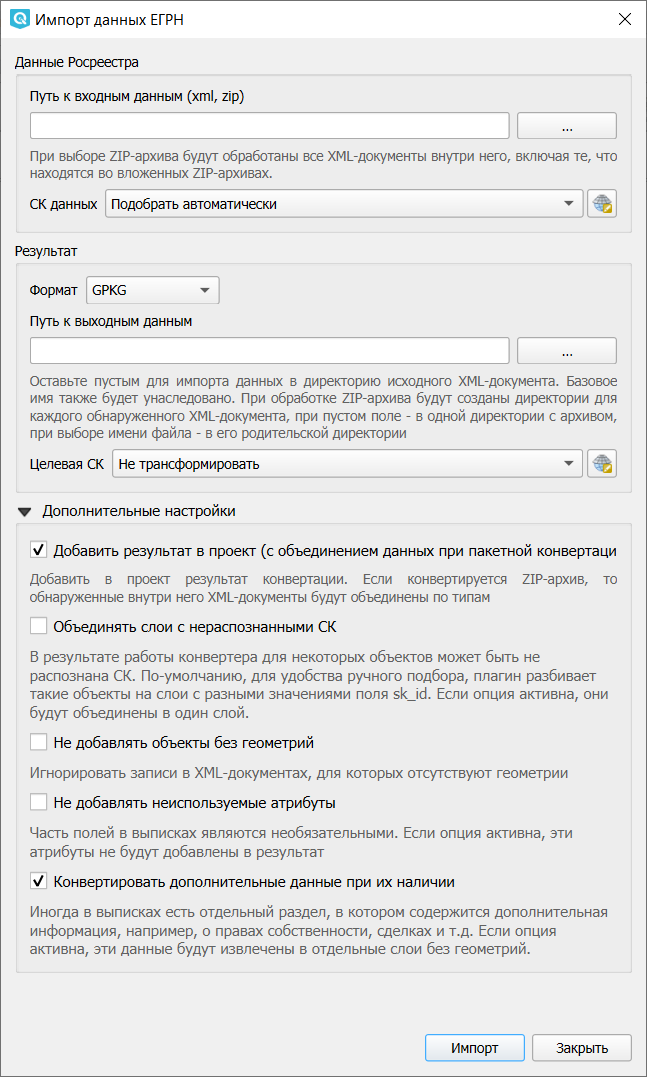 Импорт данных ЕГРН
Данные Росреестра
Путь к входным данным (xml, zip)
...
При выборе ZIP-архива будут обработаны все XML-документы внутри него, включая те, что
находятся во вложенных ZIP-архивах.
СК данных Подобрать автоматически
Результат
Формат GPKG
Путь к выходным данным
...
Оставьте пустым для импорта данных в директорию исходного XML-документа. Базовое
имя также будет унаследовано. При обработке ZIP-архива будут созданы директории для
каждого обнаруженного XML-документа, при пустом поле - в одной директории с архивом,
при выборе имени файла - в его родительской директории
Целевая СК Не трансформировать
Дополнительные настройки
Добавить результат в проект (с объединением данных при пакетной конвертаци
Добавить в проект результат конвертации. Если конвертируется ZIP-архив, то
обнаруженные внутри него XML-документы будут объединены по типам
Объединять слои с нераспознанными СК
В результате работы конвертера для некоторых объектов может быть не
распознана СК. По-умолчанию, для удобства ручного подбора, плагин разбивает
такие объекты на слои с разными значениями поля sk_id. Если опция активна, они
будут объединены в один слой.
Не добавлять объекты без геометрий
Игнорировать записи в XML-документах, для которых отсутствуют геометрии
Не добавлять неиспользуемые атрибуты
Часть полей в выписках являются необязательными. Если опция активна, эти
атрибуты не будут добавлены в результат
Конвертировать дополнительные данные при их наличии
Иногда в выписках есть отдельный раздел, в котором содержится дополнительная
информация, например, о правах собственности, сделках и т.д. Если опция
активна, эти данные будут извлечены в отдельные слои без геометрий.
Импорт Закрыть